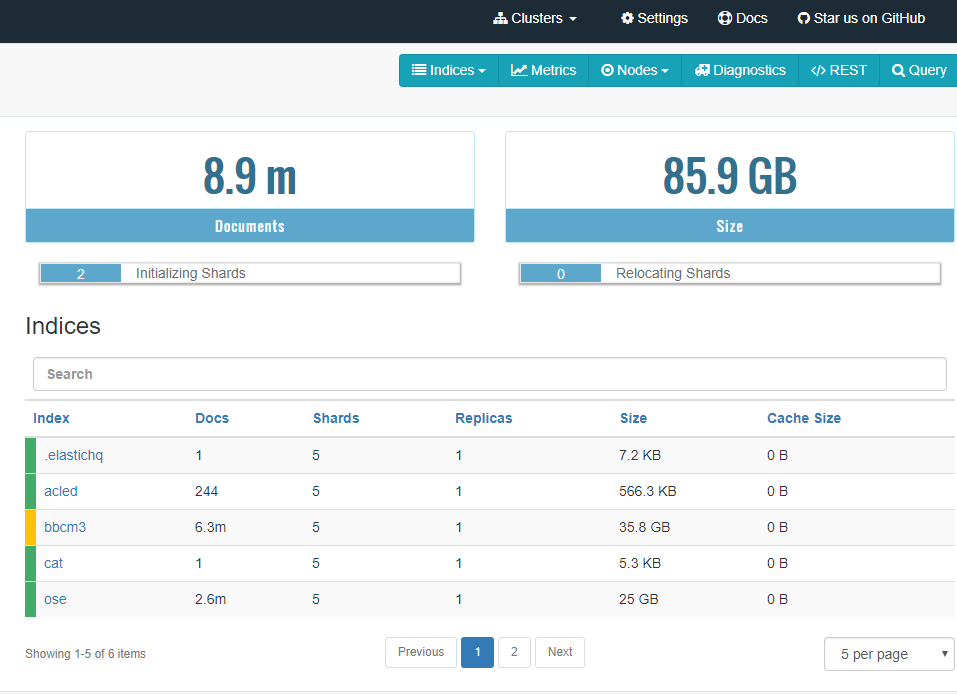 Clusters Settings Docs Star us on GitHub
Indices Metrics Nodes Diagnostics </> REST Query
8.9 m 85.9 GB
Documents Size
2 Initializing Shards 0 Relocating Shards
Indices
Search
Index Docs Shards Replicas Size Cache Size
.elastichq 1 5 1 7.2 KB 0 B
acled 244 5 1 566.3 KB 0 B
bbcm3 6.3m 5 1 35.8 GB 0 B
cat 1 5 1 5.3 KB 0 B
ose 2.6m 5 1 25 GB 0 B
Showing 1-5 of 6 items Previous 1 2 Next 5 per page